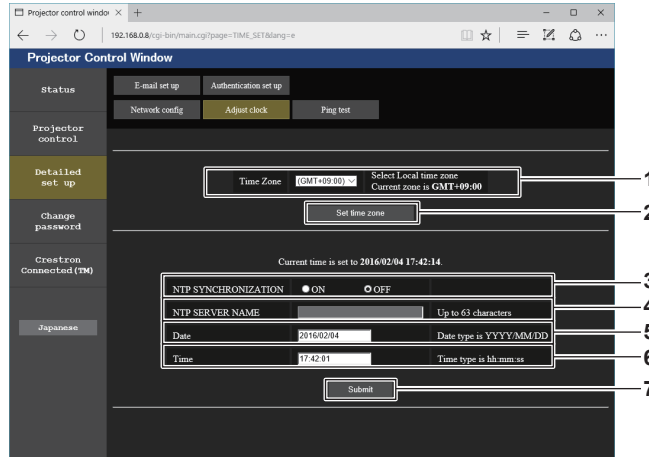 Projector control windo
192.168.0.8/cgi-bin/main.cgi?page=TIME_SET&lang=e
Projector Control Window
Status
E-mail set up
Authentication set up
Network config
Adjust clock
Ping test
Projector
control
Detailed
set up
Time Zone
(GMT+09:00)
Select Local time zone
Current zone is GMT+09:00
1
Set time zone
2
Change
password
Crestron
Connected(TM)
Current time is set to 2016/02/04 17:42:14.
NTP SYNCHRONIZATION
ON
OFF
3
NTP SERVER NAME
Up to 63 characters
4
Japanese
Date
2016/02/04
Date type is YYYY/MM/DD
5
Time
17:42:01
Time type is hh:mm:ss
6
Submit
7